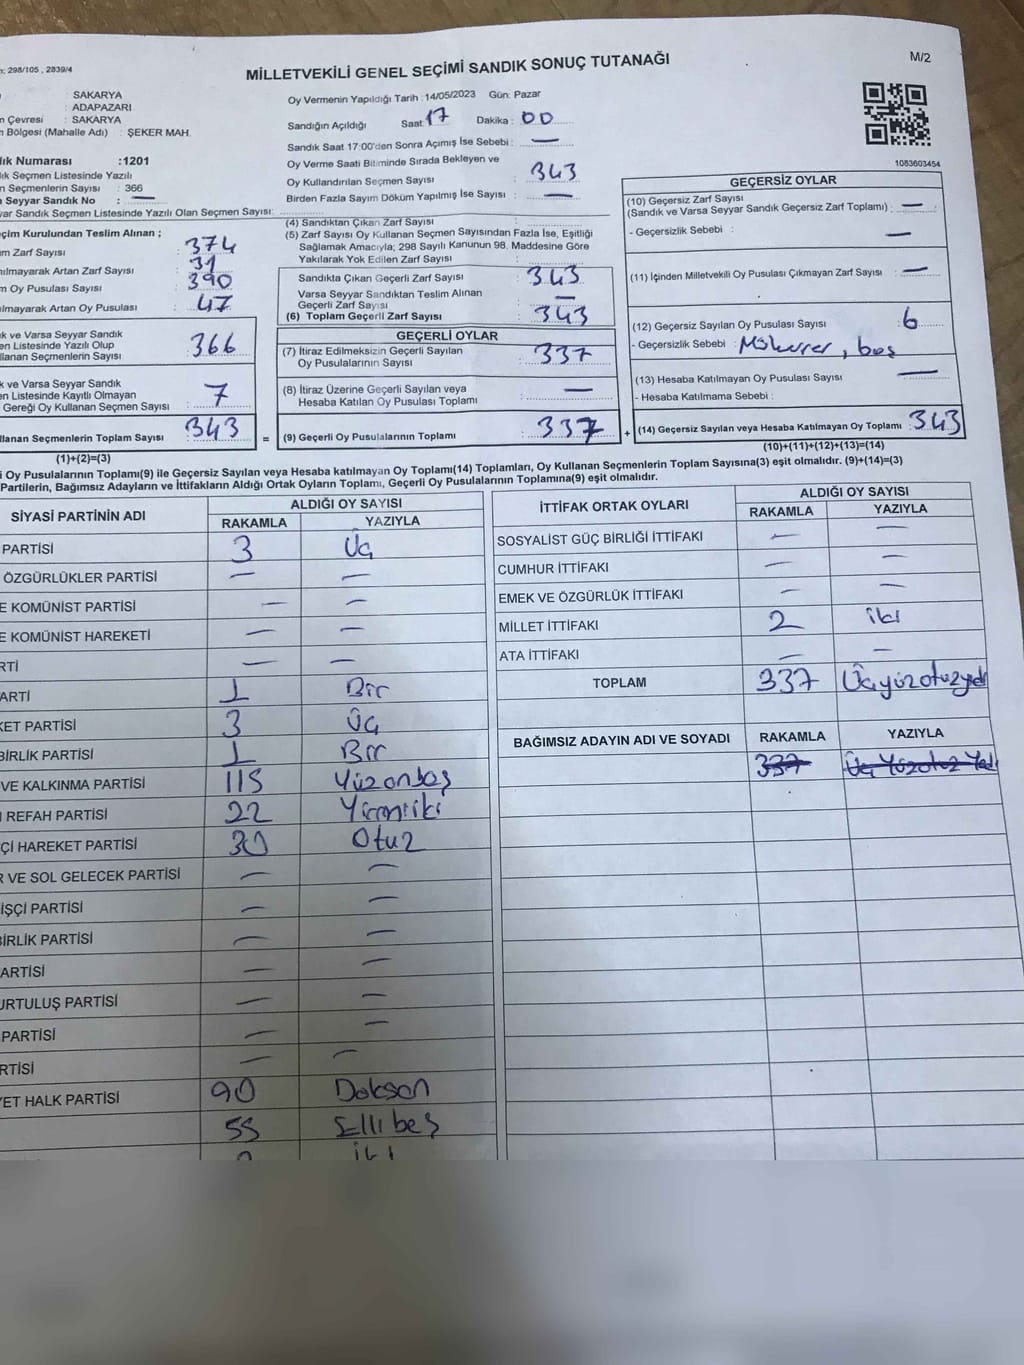 : 298/105 , 2839/4
MİLLETVEKİLİ GENEL SEÇİMİ SANDIK SONUÇ TUTANAĞI
M/2
: SAKARYA
: ADAPAZARI
n Çevresi : SAKARYA
n Bölgesi (Mahalle Adı) : ŞEKER MAH.
Oy Vermenin Yapıldığı Tarih :14/05/2023 Gün: Pazar
Sandığın Açıldığı Saat: 17 Dakika : 00
Sandık Saat 17:00'den Sonra Açımış İse Sebebi : —
Oy Verme Saati Bitiminde Sırada Bekleyen ve
Oy Kullandırılan Seçmen Sayısı : 343
Birden Fazla Sayım Döküm Yapılmış İse Sayısı : —
1083603454
dık Numarası :1201
ık Seçmen Listesinde Yazılı
n Seçmenlerin Sayısı : 366
Seyyar Sandık No : —
yar Sandık Seçmen Listesinde Yazılı Olan Seçmen Sayısı:
çim Kurulundan Teslim Alınan ;
m Zarf Sayısı : 374
nılmayarak Artan Zarf Sayısı : 31
m Oy Pusulası Sayısı : 390
nılmayarak Artan Oy Pusulası : 47
k ve Varsa Seyyar Sandık
en Listesinde Yazılı Olup
llanan Seçmenlerin Sayısı : 366
k ve Varsa Seyyar Sandık
en Listesinde Kayıtlı Olmayan
Gereği Oy Kullanan Seçmen Sayısı : 7
llanan Seçmenlerin Toplam Sayısı : 343 =
(1)+(2)=(3)
(4) Sandıktan Çıkan Zarf Sayısı :
(5) Zarf Sayısı Oy Kullanan Seçmen Sayısından Fazla İse, Eşitliği
Sağlamak Amacıyla; 298 Sayılı Kanunun 98. Maddesine Göre
Yakılarak Yok Edilen Zarf Sayısı :
Sandıkta Çıkan Geçerli Zarf Sayısı : 343
Varsa Seyyar Sandıktan Teslim Alınan
Geçerli Zarf Sayısı : —
(6) Toplam Geçerli Zarf Sayısı : 343
GEÇERLİ OYLAR
(7) İtiraz Edilmeksizin Geçerli Sayılan
Oy Pusulalarının Sayısı : 337
(8) İtiraz Üzerine Geçerli Sayılan veya
Hesaba Katılan Oy Pusulası Toplamı : —
(9) Geçerli Oy Pusulalarının Toplamı : 337 +
GEÇERSİZ OYLAR
(10) Geçersiz Zarf Sayısı
(Sandık ve Varsa Seyyar Sandık Geçersiz Zarf Toplamı) : —
- Geçersizlik Sebebi : —
(11) İçinden Milletvekili Oy Pusulası Çıkmayan Zarf Sayısı : —
(12) Geçersiz Sayılan Oy Pusulası Sayısı : 6
- Geçersizlik Sebebi : Mükerrer, boş
(13) Hesaba Katılmayan Oy Pusulası Sayısı : —
- Hesaba Katılmama Sebebi :
(14) Geçersiz Sayılan veya Hesaba Katılmayan Oy Toplamı : 343
(10)+(11)+(12)+(13)=(14)
i Oy Pusulalarının Toplamı(9) ile Geçersiz Sayılan veya Hesaba katılmayan Oy Toplamı(14) Toplamları, Oy Kullanan Seçmenlerin Toplam Sayısına(3) eşit olmalıdır. (9)+(14)=(3)
Partilerin, Bağımsız Adayların ve İttifakların Aldığı Ortak Oyların Toplamı, Geçerli Oy Pusulalarının Toplamına(9) eşit olmalıdır.
SİYASİ PARTİNİN ADI ALDIĞI OY SAYISI
RAKAMLA YAZIYLA
PARTİSİ 3 Üç
ÖZGÜRLÜKLER PARTİSİ — —
E KOMÜNİST PARTİSİ — —
E KOMÜNİST HAREKETİ — —
RTİ — —
ARTİ 1 Bir
KET PARTİSİ 3 Üç
BİRLİK PARTİSİ 1 Bir
VE KALKINMA PARTİSİ 115 Yüzonbeş
REFAH PARTİSİ 22 Yirmiiki
Çİ HAREKET PARTİSİ 30 Otuz
R VE SOL GELECEK PARTİSİ — —
İŞÇİ PARTİSİ — —
BİRLİK PARTİSİ — —
ARTİSİ — —
URTULUŞ PARTİSİ — —
PARTİSİ — —
RTİSİ — —
ET HALK PARTİSİ 90 Doksan
55 Ellibeş
İki
İTTİFAK ORTAK OYLARI ALDIĞI OY SAYISI
RAKAMLA YAZIYLA
SOSYALİST GÜÇ BİRLİĞİ İTTİFAKI — —
CUMHUR İTTİFAKI — —
EMEK VE ÖZGÜRLÜK İTTİFAKI — —
MİLLET İTTİFAKI 2 İki
ATA İTTİFAKI — —
TOPLAM 337 Üçyüzotuzyedi
BAĞIMSIZ ADAYIN ADI VE SOYADI RAKAMLA YAZIYLA
337 Üç Yüzotuz Yedi